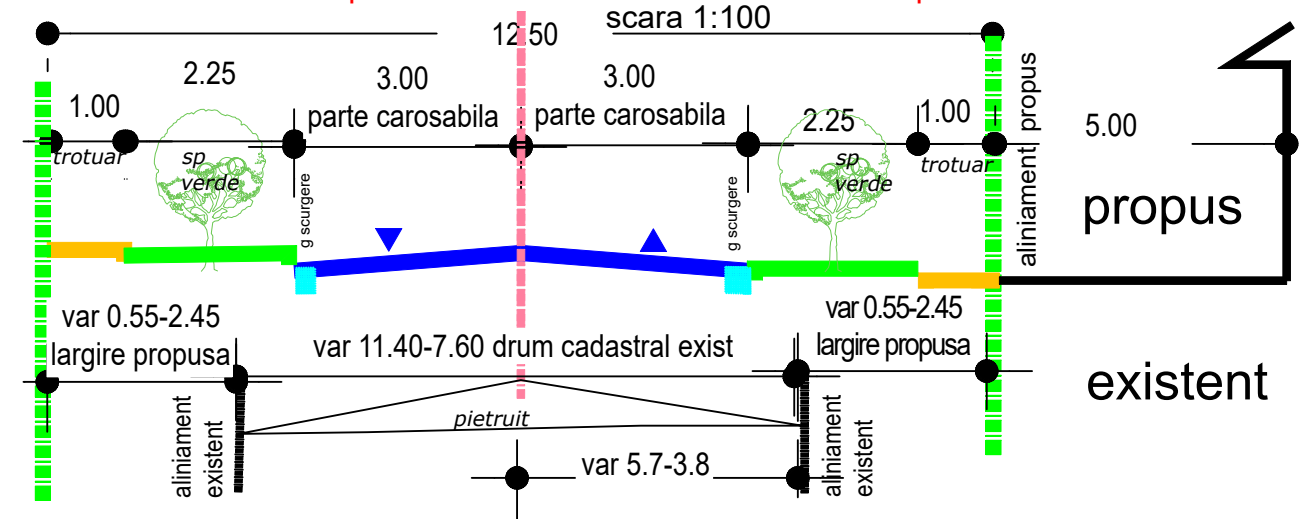 scara 1:100
12.50
2.25
3.00
3.00
1.00
parte carosabila
parte carosabila
2.25
1.00
5.00
trotuar
sp
verde
sp
verde
trotuar
g scurgere
g scurgere
aliniament propus
propus
var 0.55-2.45
largire propusa
var 11.40-7.60 drum cadastral exist
var 0.55-2.45
largire propusa
existent
aliniament
existent
pietruit
var 5.7-3.8
aliniament
existent